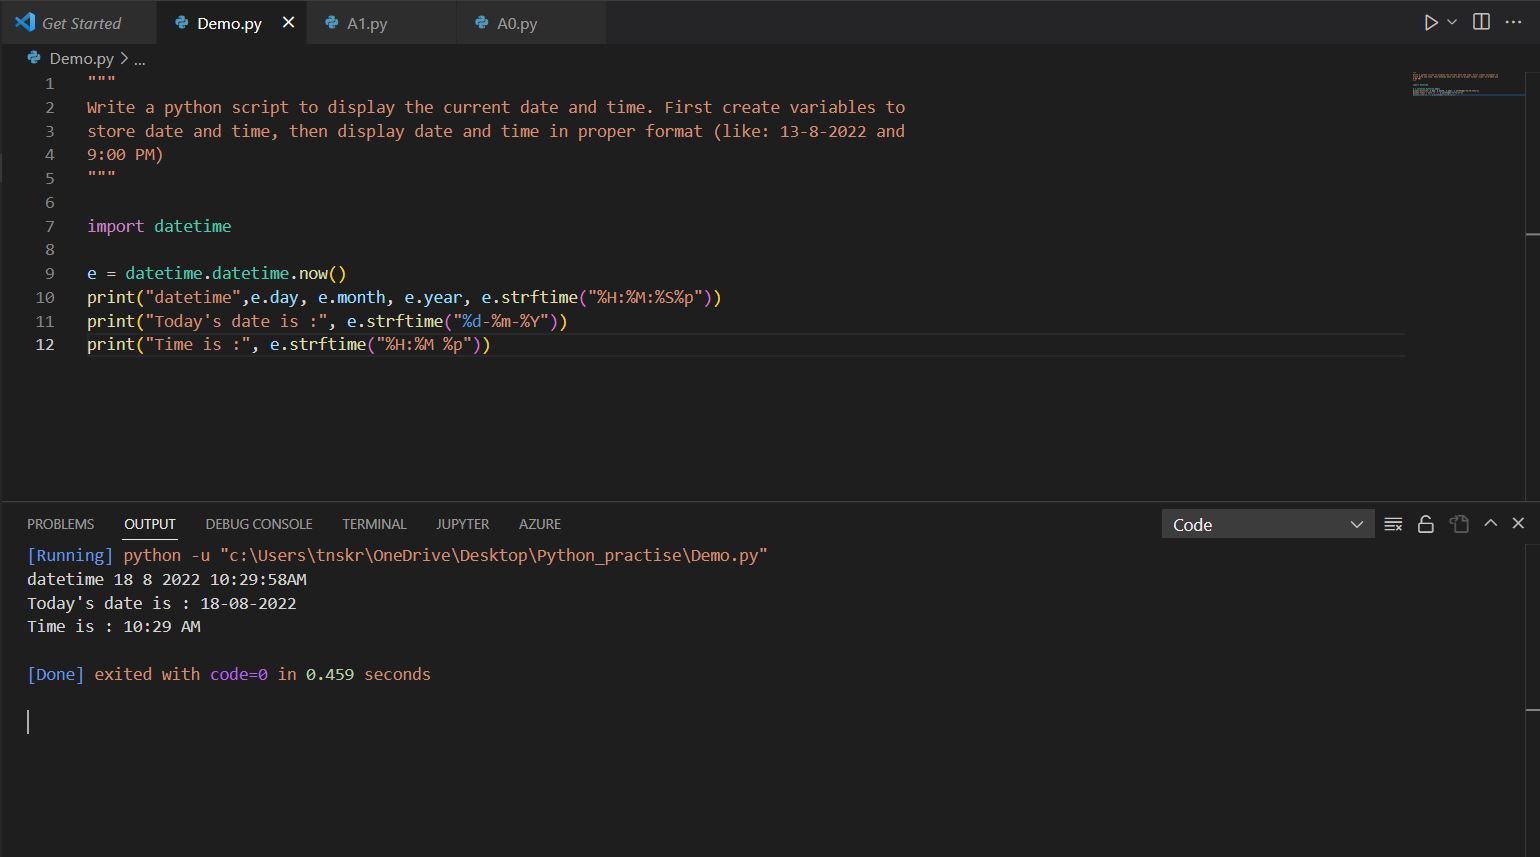 Get Started Demo.py A1.py A0.py
Demo.py > ...
1 """
2 Write a python script to display the current date and time. First create variables to
3 store date and time, then display date and time in proper format (like: 13-8-2022 and
4 9:00 PM)
5 """
6
7 import datetime
8
9 e = datetime.datetime.now()
10 print("datetime",e.day, e.month, e.year, e.strftime("%H:%M:%S%p"))
11 print("Today's date is :", e.strftime("%d-%m-%Y"))
12 print("Time is :", e.strftime("%H:%M %p"))
PROBLEMS OUTPUT DEBUG CONSOLE TERMINAL JUPYTER AZURE Code
[Running] python -u "c:\Users\tnskr\OneDrive\Desktop\Python_practise\Demo.py"
datetime 18 8 2022 10:29:58AM
Today's date is : 18-08-2022
Time is : 10:29 AM
[Done] exited with code=0 in 0.459 seconds